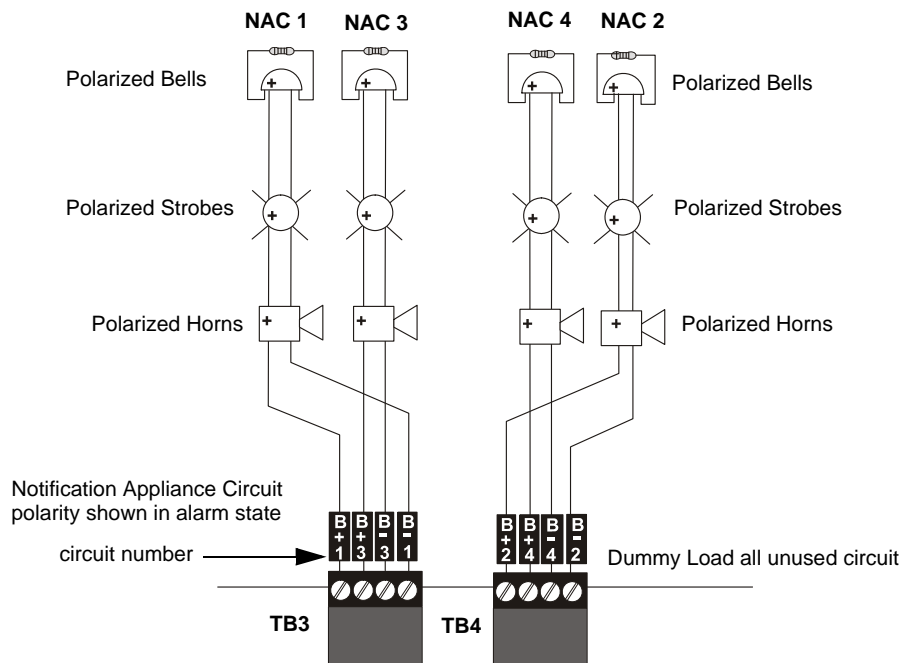 NAC 1 NAC 3 NAC 4 NAC 2
Polarized Bells
Polarized Bells
+ + + +
Polarized Strobes
Polarized Strobes
+ + + +
Polarized Horns
Polarized Horns
+ + + +
Notification Appliance Circuit
polarity shown in alarm state
circuit number
B+1 B+3 B-3 B-1
B+2 B+4 B-4 B-2
Dummy Load all unused circuit
TB3 TB4